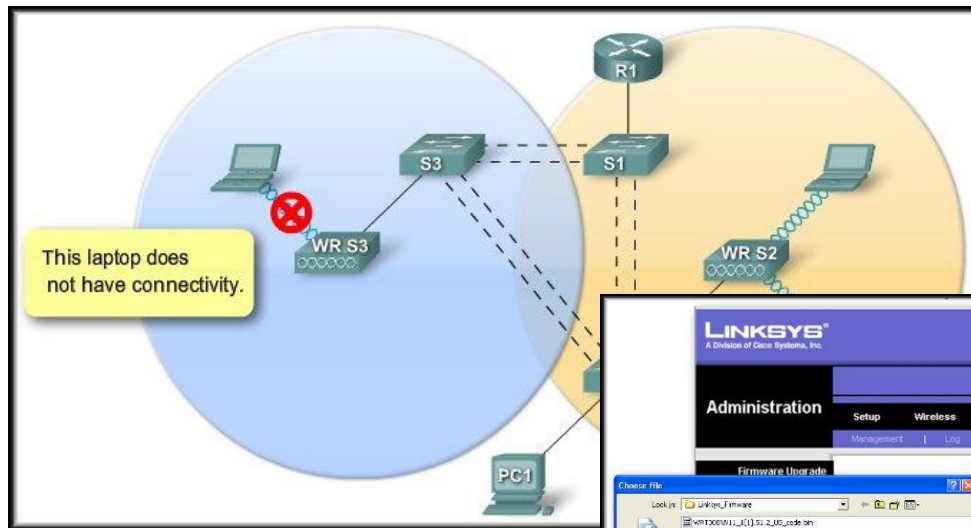 R1
S3
S1
WR S3
WR S2
This laptop does
not have connectivity.
PC1
LINKSYS®
A Division of Cisco Systems, Inc.
Administration
Setup Wireless
Management | Log
Firmware Upgrade
Choose file
Look in: Linksys_Firmware